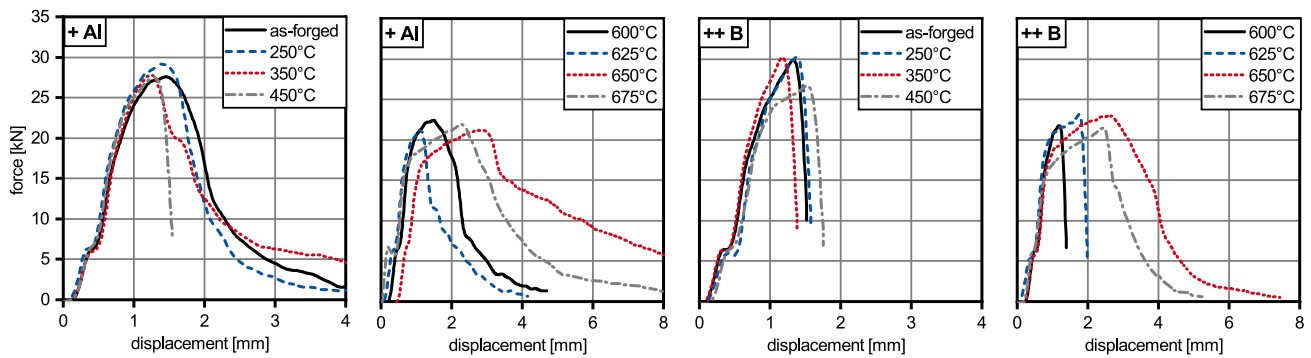 + Al
as-forged
250°C
350°C
450°C
+ Al
600°C
625°C
650°C
675°C
++ B
as-forged
250°C
350°C
450°C
++ B
600°C
625°C
650°C
675°C
force [kN]
35
30
25
20
15
10
5
0
0 1 2 3 4
0 2 4 6 8
0 1 2 3 4
0 2 4 6 8
displacement [mm]
displacement [mm]
displacement [mm]
displacement [mm]